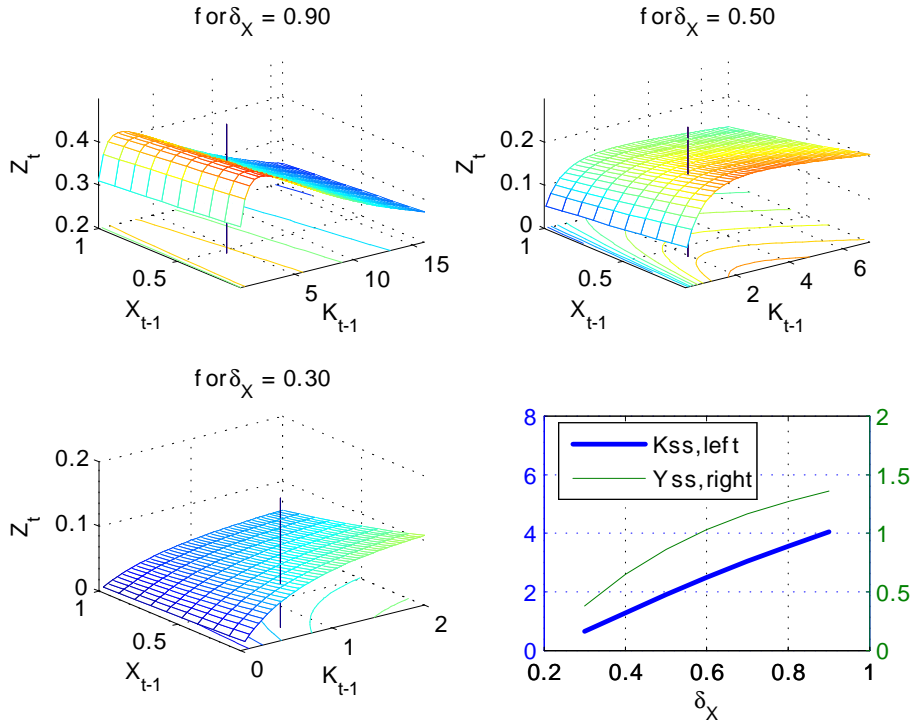 for δX = 0.90
Zt
0.4
0.3
0.2
1
0.5
Xt-1
5
10
15
Kt-1
for δX = 0.50
Zt
0.2
0.1
0
1
0.5
Xt-1
2
4
6
Kt-1
for δX = 0.30
Zt
0.2
0.1
0
1
0.5
Xt-1
0
1
2
Kt-1
8
6
4
2
0
Kss,left
Yss,right
2
1.5
1
0.5
0
0.2
0.4
0.6
0.8
1
δX